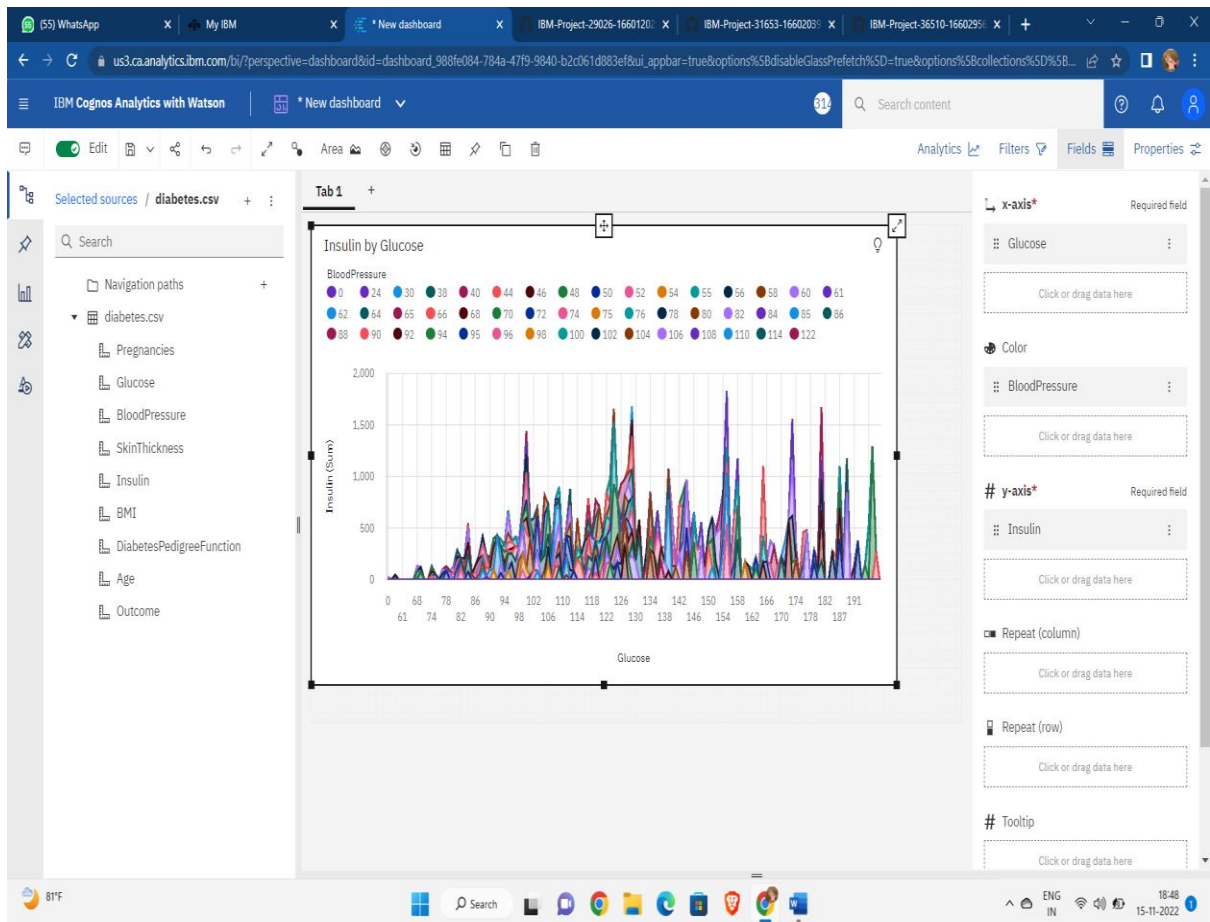 (55) WhatsApp X My IBM X * New dashboard X IBM-Project-29026-1660120 X IBM-Project-31653-16602039 X IBM-Project-36510-1660295 X +
us3.ca.analytics.ibm.com/bi/?perspective=dashboard&id=dashboard_988fe084-784a-47f9-9840-b2c061d883ef&ui_appbar=true&options%5BdisableGlassPrefetch%5D=true&options%5Bcollections%5D%5B...
IBM Cognos Analytics with Watson * New dashboard 314 Search content
Edit Area Analytics Filters Fields Properties
Selected sources / diabetes.csv + :
Search
Navigation paths +
diabetes.csv
Pregnancies
Glucose
BloodPressure
SkinThickness
Insulin
BMI
DiabetesPedigreeFunction
Age
Outcome
Tab 1 +
Insulin by Glucose
BloodPressure
0 24 30 38 40 44 46 48 50 52 54 55 56 58 60 61
62 64 65 66 68 70 72 74 75 76 78 80 82 84 85 86
88 90 92 94 95 96 98 100 102 104 106 108 110 114 122
2,000
1,500
1,000
500
0
Insulin (Sum)
0 68 78 86 94 102 110 118 126 134 142 150 158 166 174 182 191
61 74 82 90 98 106 114 122 130 138 146 154 162 170 178 187
Glucose
x-axis* Required field
Glucose
Click or drag data here
Color
BloodPressure
Click or drag data here
# y-axis* Required field
Insulin
Click or drag data here
Repeat (column)
Click or drag data here
Repeat (row)
Click or drag data here
# Tooltip
Click or drag data here
81°F Search ENG 18:48
IN 15-11-2022 1